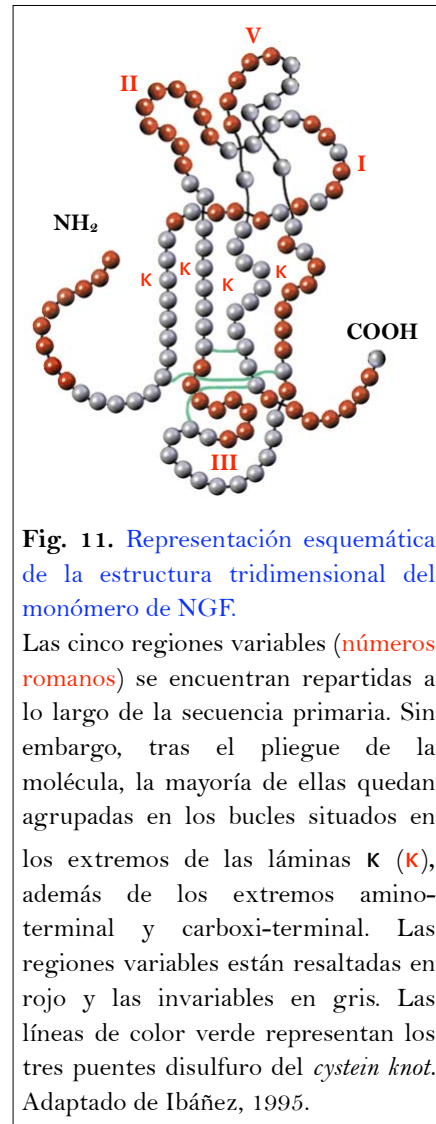 V
II
I
NH₂
K K K K
COOH
III
Fig. 11. Representación esquemática
de la estructura tridimensional del
monómero de NGF.
Las cinco regiones variables (números
romanos) se encuentran repartidas a
lo largo de la secuencia primaria. Sin
embargo, tras el pliegue de la
molécula, la mayoría de ellas quedan
agrupadas en los bucles situados en
los extremos de las láminas K (K),
además de los extremos amino-
terminal y carboxi-terminal. Las
regiones variables están resaltadas en
rojo y las invariables en gris. Las
líneas de color verde representan los
tres puentes disulfuro del cystein knot.
Adaptado de Ibáñez, 1995.